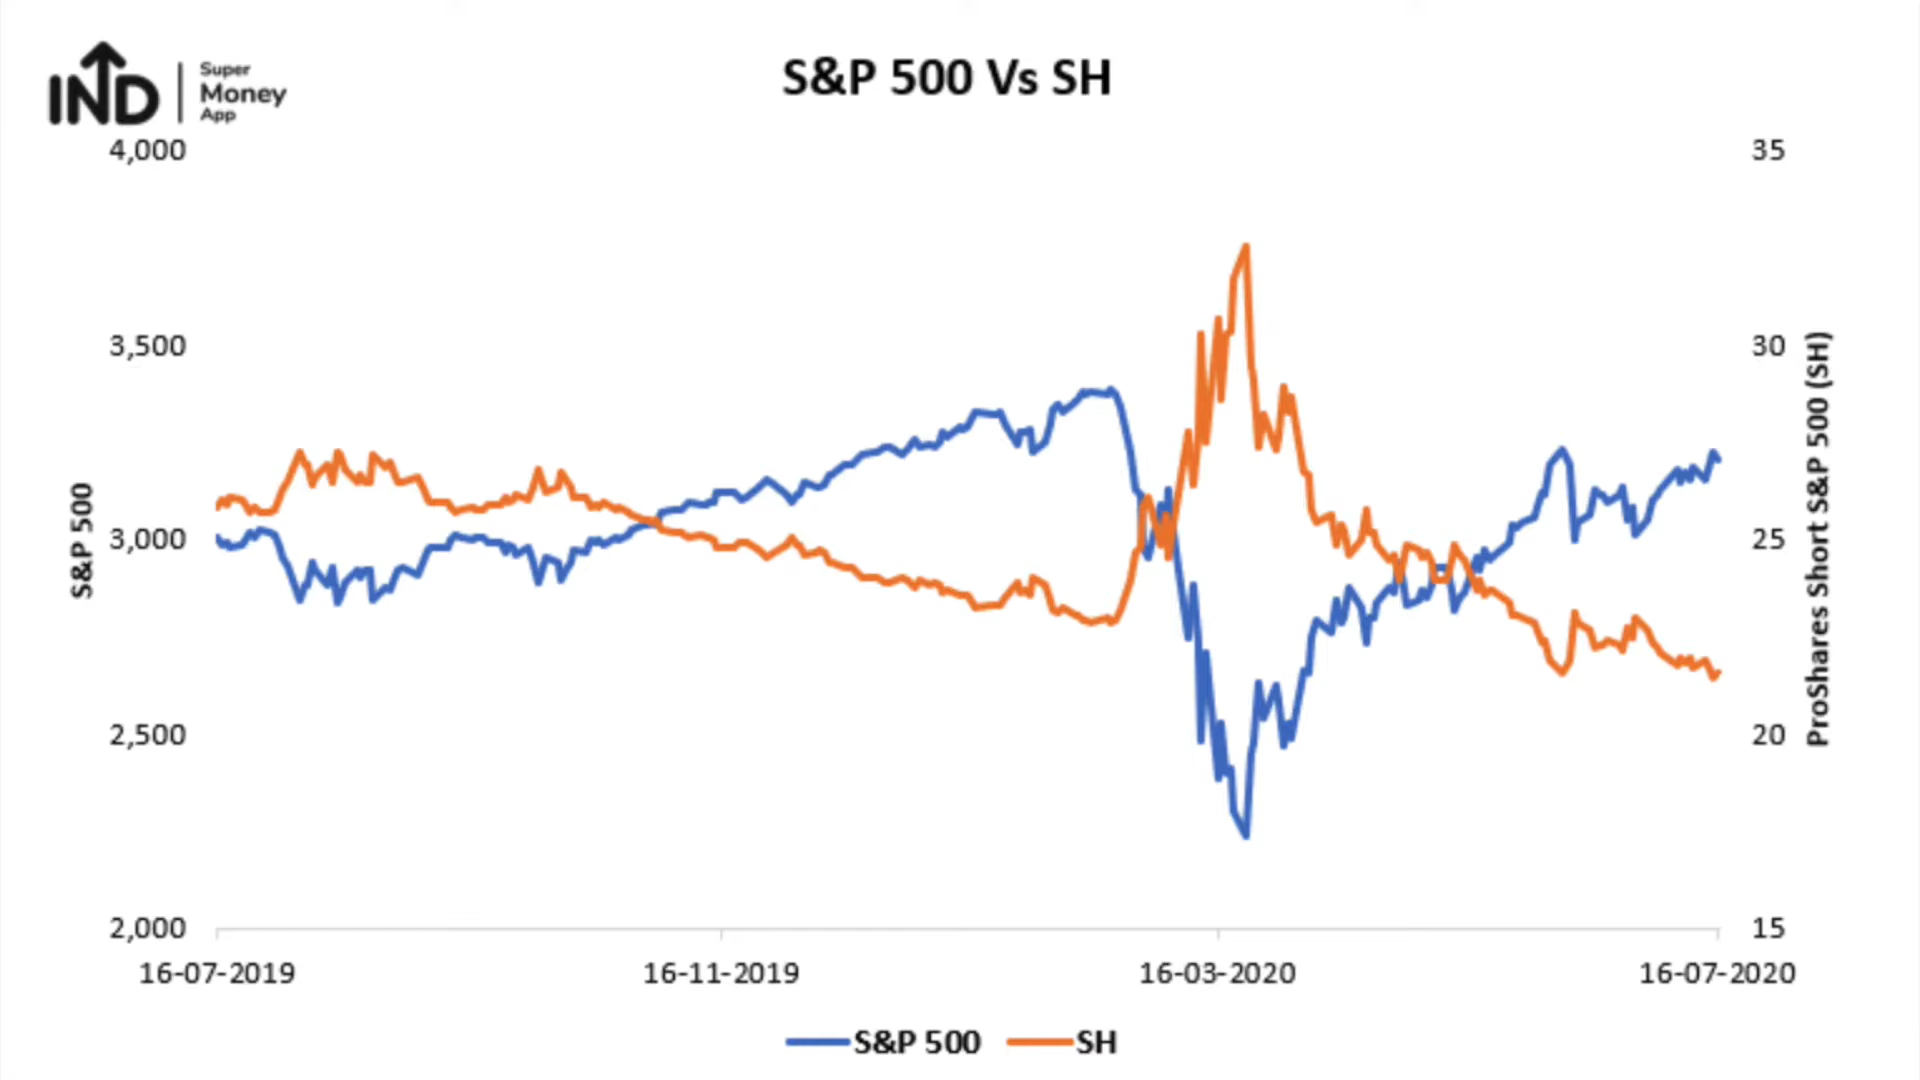 IND
Super
Money
App
S&P 500 Vs SH
4,000
3,500
3,000
2,500
2,000
S&P 500
35
30
25
20
15
ProShares Short S&P 500 (SH)
16-07-2019
16-11-2019
16-03-2020
16-07-2020
S&P 500
SH